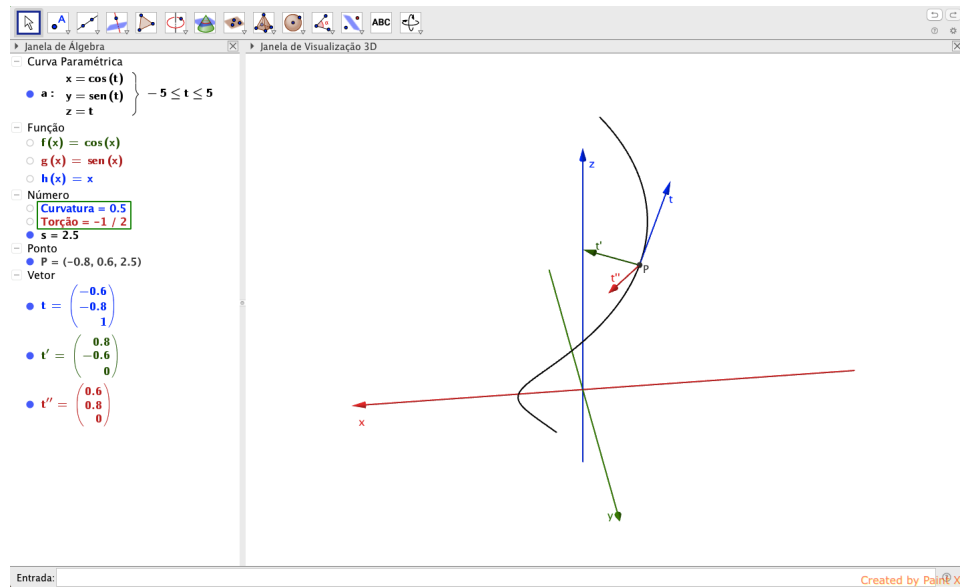 ABC
Janela de Álgebra
Janela de Visualização 3D
Curva Paramétrica
x = cos (t)
a : y = sen (t) } − 5 ≤ t ≤ 5
z = t
Função
f (x) = cos (x)
g (x) = sen (x)
h (x) = x
Número
Curvatura = 0.5
Torção = −1 / 2
s = 2.5
Ponto
P = (−0.8, 0.6, 2.5)
Vetor
−0.6
t = −0.8
1
0.8
t′ = −0.6
0
0.6
t″ = 0.8
0
z
t
t'
P
t"
x
y
Entrada:
Created by Paint X